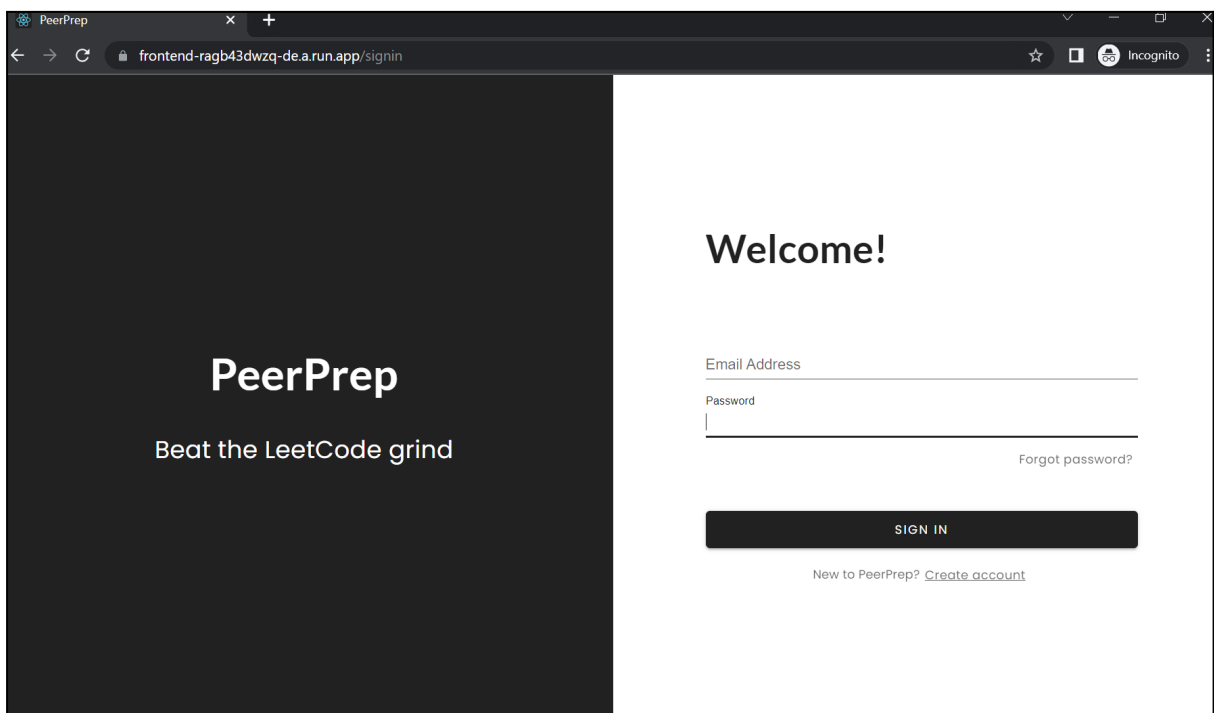 PeerPrep
frontend-ragb43dwzq-de.a.run.app/signin
Incognito
PeerPrep
Beat the LeetCode grind
Welcome!
Email Address
Password
Forgot password?
SIGN IN
New to PeerPrep? Create account